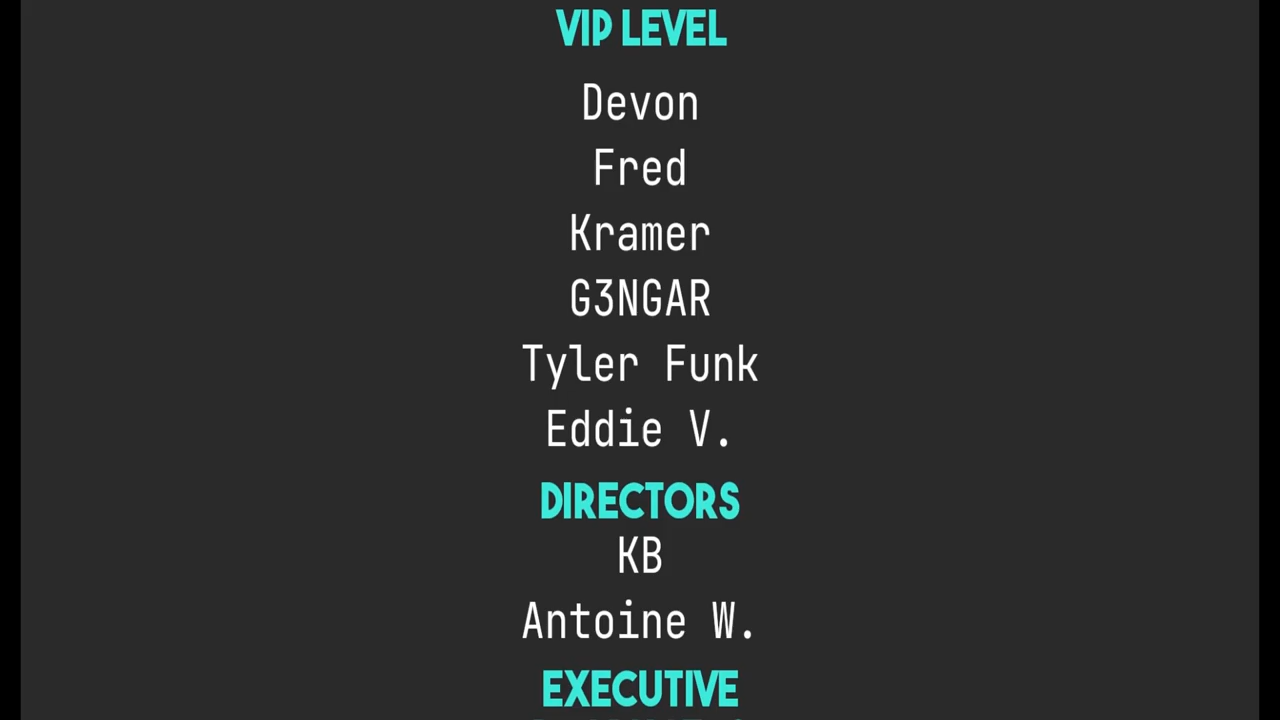 VIP LEVEL
Devon
Fred
Kramer
G3NGAR
Tyler Funk
Eddie V.
DIRECTORS
KB
Antoine W.
EXECUTIVE